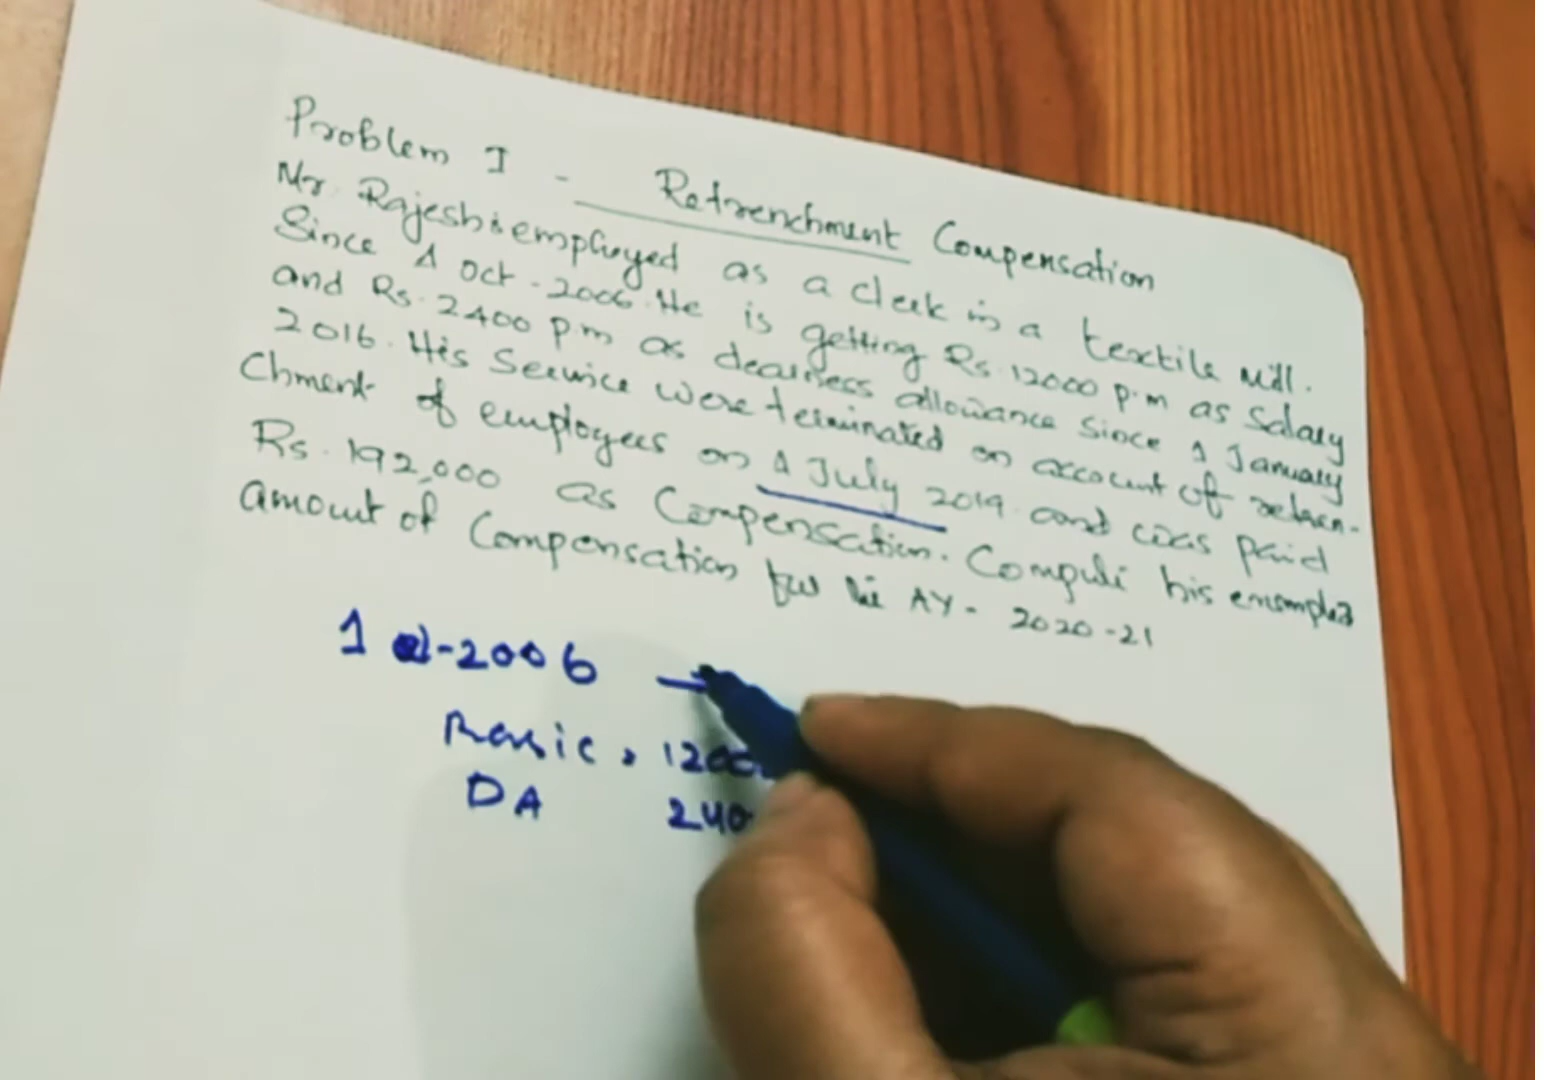 Problem I - Retrenchment Compensation
Mr. Rajesh is employed as a clerk in a textile Mill.
Since 1 Oct-2006. He is getting Rs. 12000 p.m as Salary
and Rs. 2400 p.m as dearness allowance since 1 January
2016. His Service were terminated on account of retren-
chment of employees on 1 July 2019 and was paid
Rs. 192,000 as Compensation. Compute his exempted
amount of Compensation for the AY- 2020-21
1 -2006
Basic 1200
DA 240